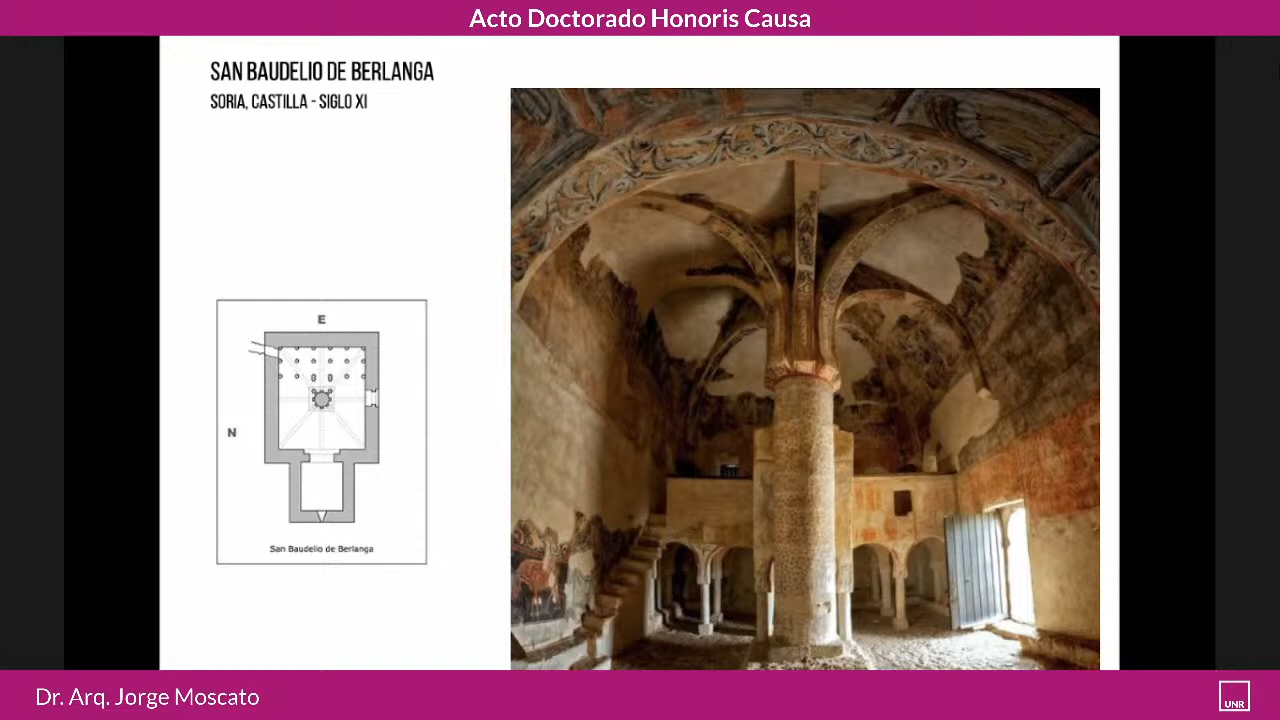 Acto Doctorado Honoris Causa
SAN BAUDELIO DE BERLANGA
SORIA, CASTILLA - SIGLO XI
E
N
San Baudelio de Berlanga
Dr. Arq. Jorge Moscato
UNR